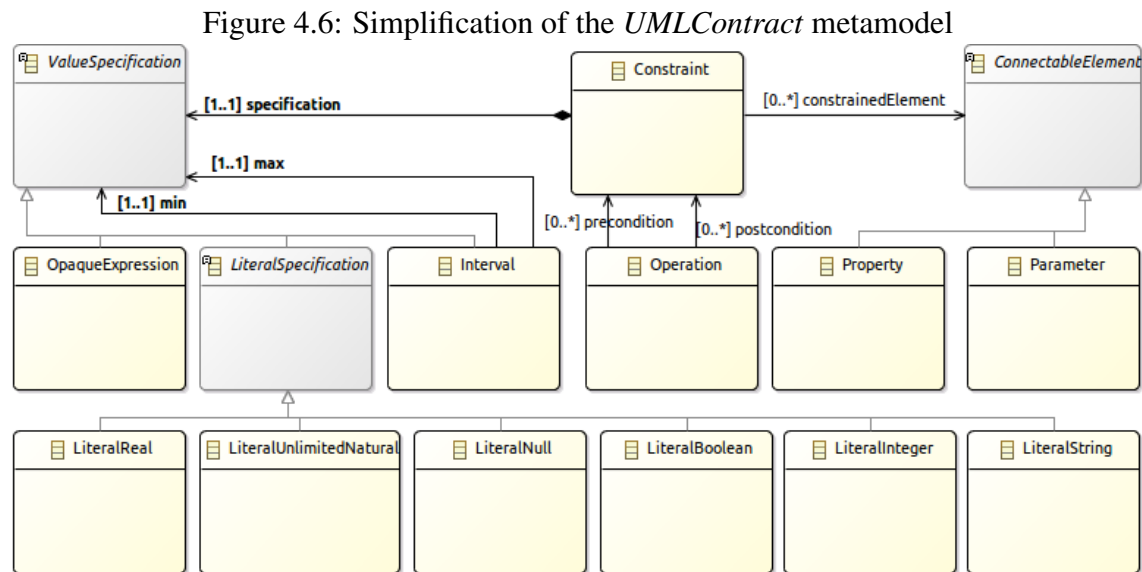 Figure 4.6: Simplification of the UMLContract metamodel
ValueSpecification
Constraint
ConnectableElement
[1..1] specification
[0..*] constrainedElement
[1..1] max
[1..1] min
[0..*] precondition
[0..*] postcondition
OpaqueExpression
LiteralSpecification
Interval
Operation
Property
Parameter
LiteralReal
LiteralUnlimitedNatural
LiteralNull
LiteralBoolean
LiteralInteger
LiteralString